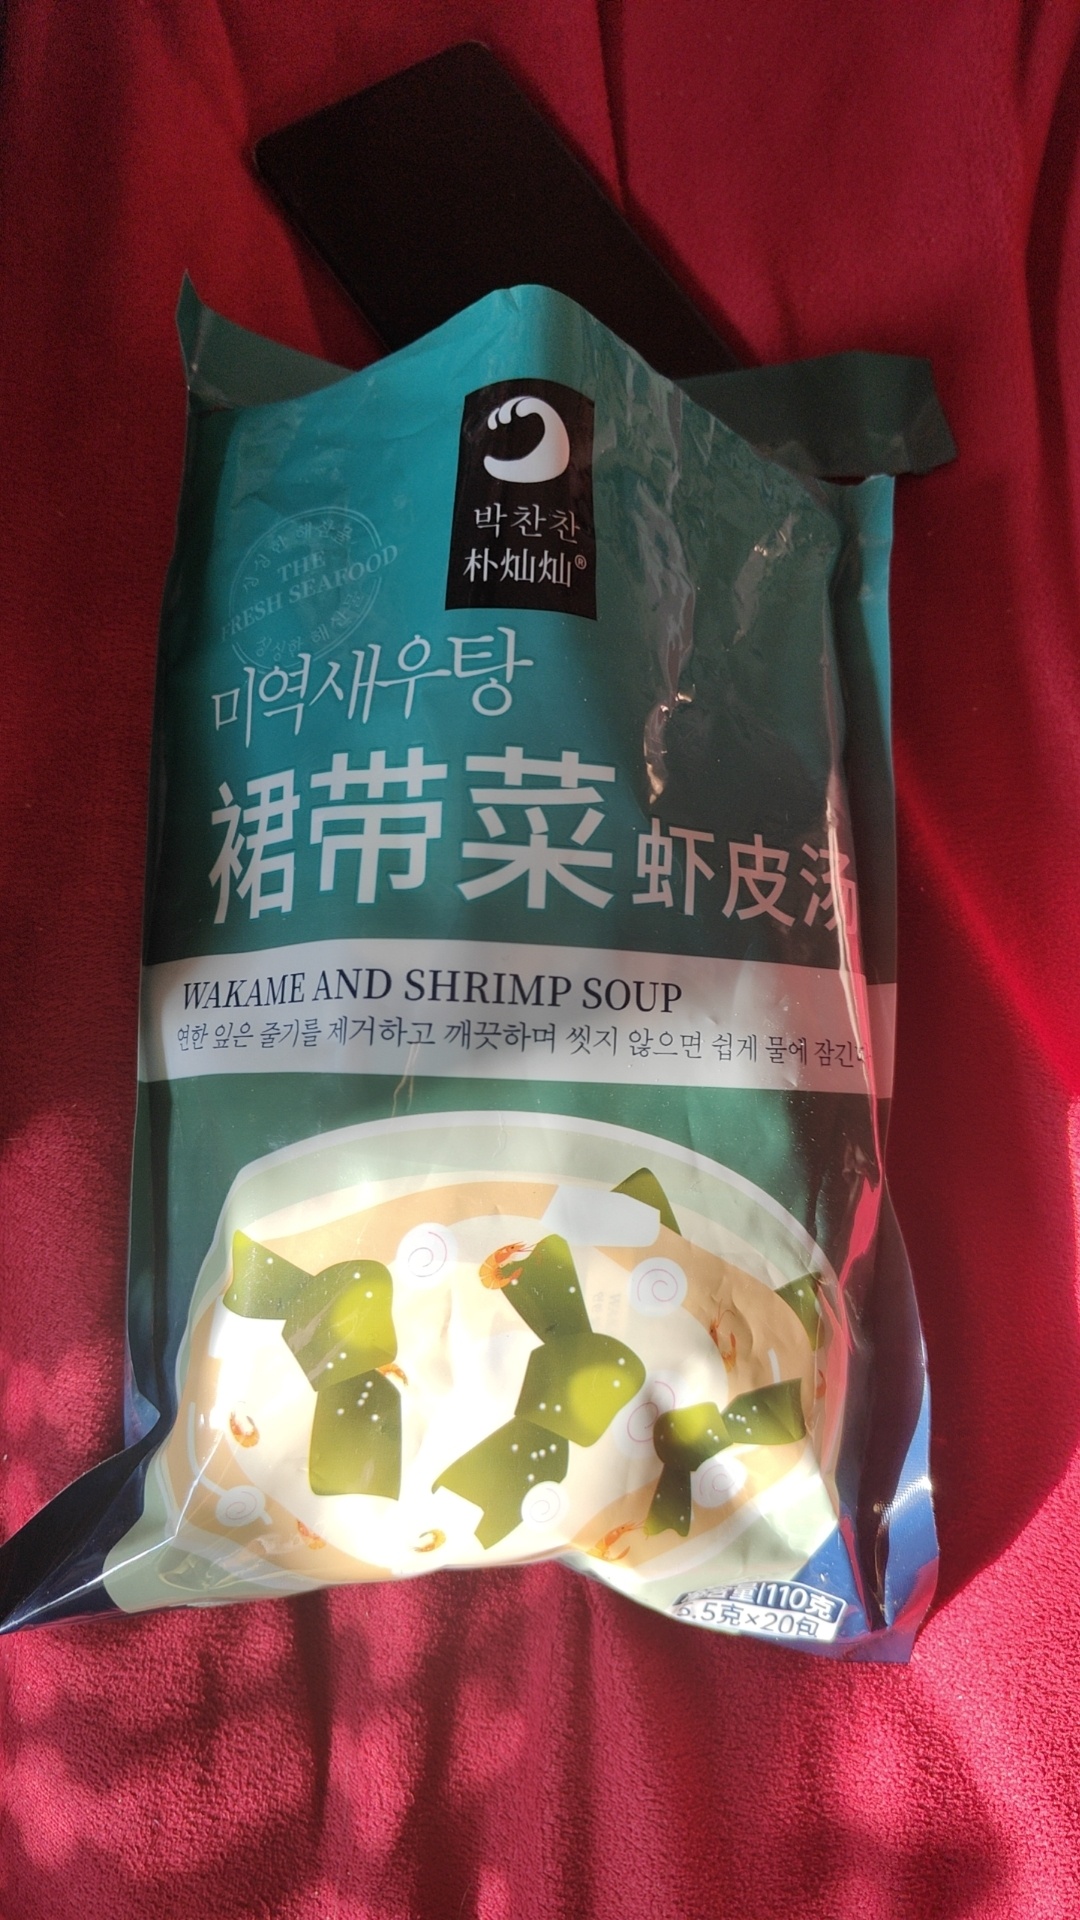 박찬찬
朴灿灿®
THE
FRESH SEAFOOD
미역새우탕
裙带菜 虾皮汤
WAKAME AND SHRIMP SOUP
연한 잎은 줄기를 제거하고 깨끗하며 씻지 않으면 쉽게 물에 잠긴
110克
5克×20包